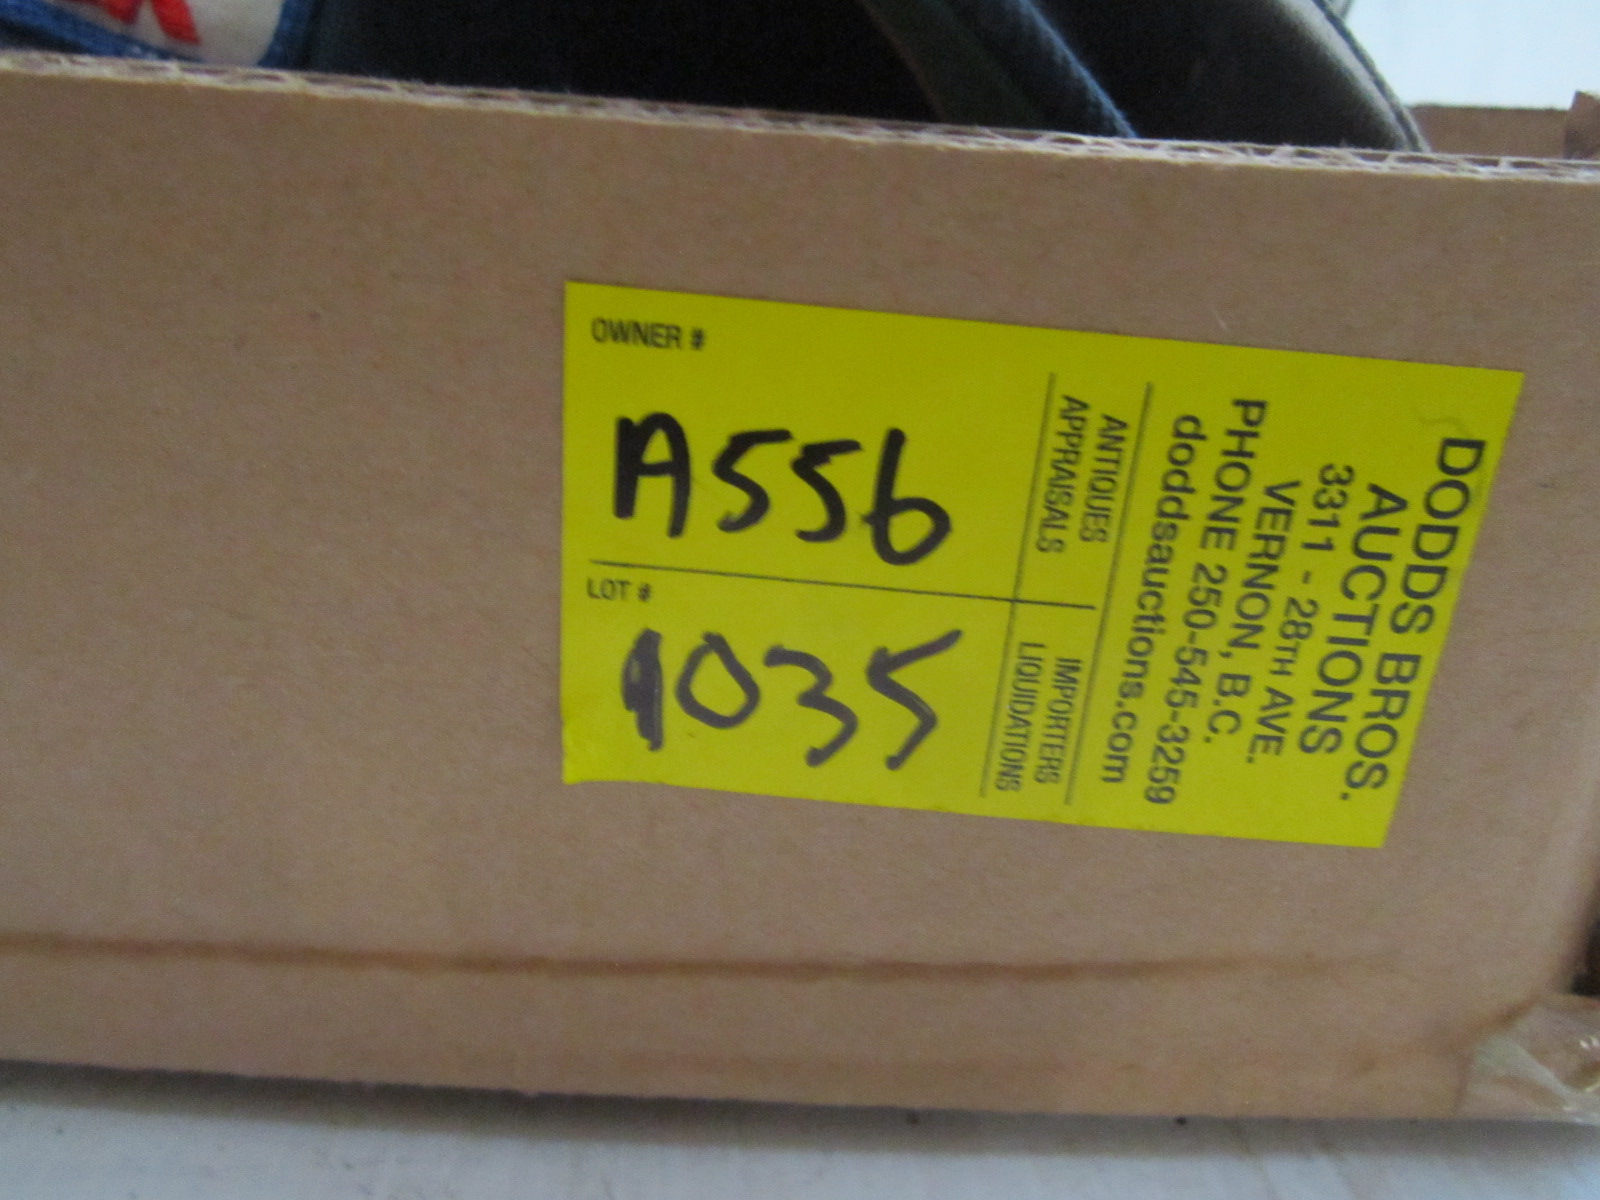 OWNER #
A556
LOT #
1035
ANTIQUES
APPRAISALS
IMPORTERS
LIQUIDATIONS
DODDS BROS.
AUCTIONS
3311 - 28TH AVE.
VERNON, B.C.
PHONE 250-545-3259
doddsauctions.com